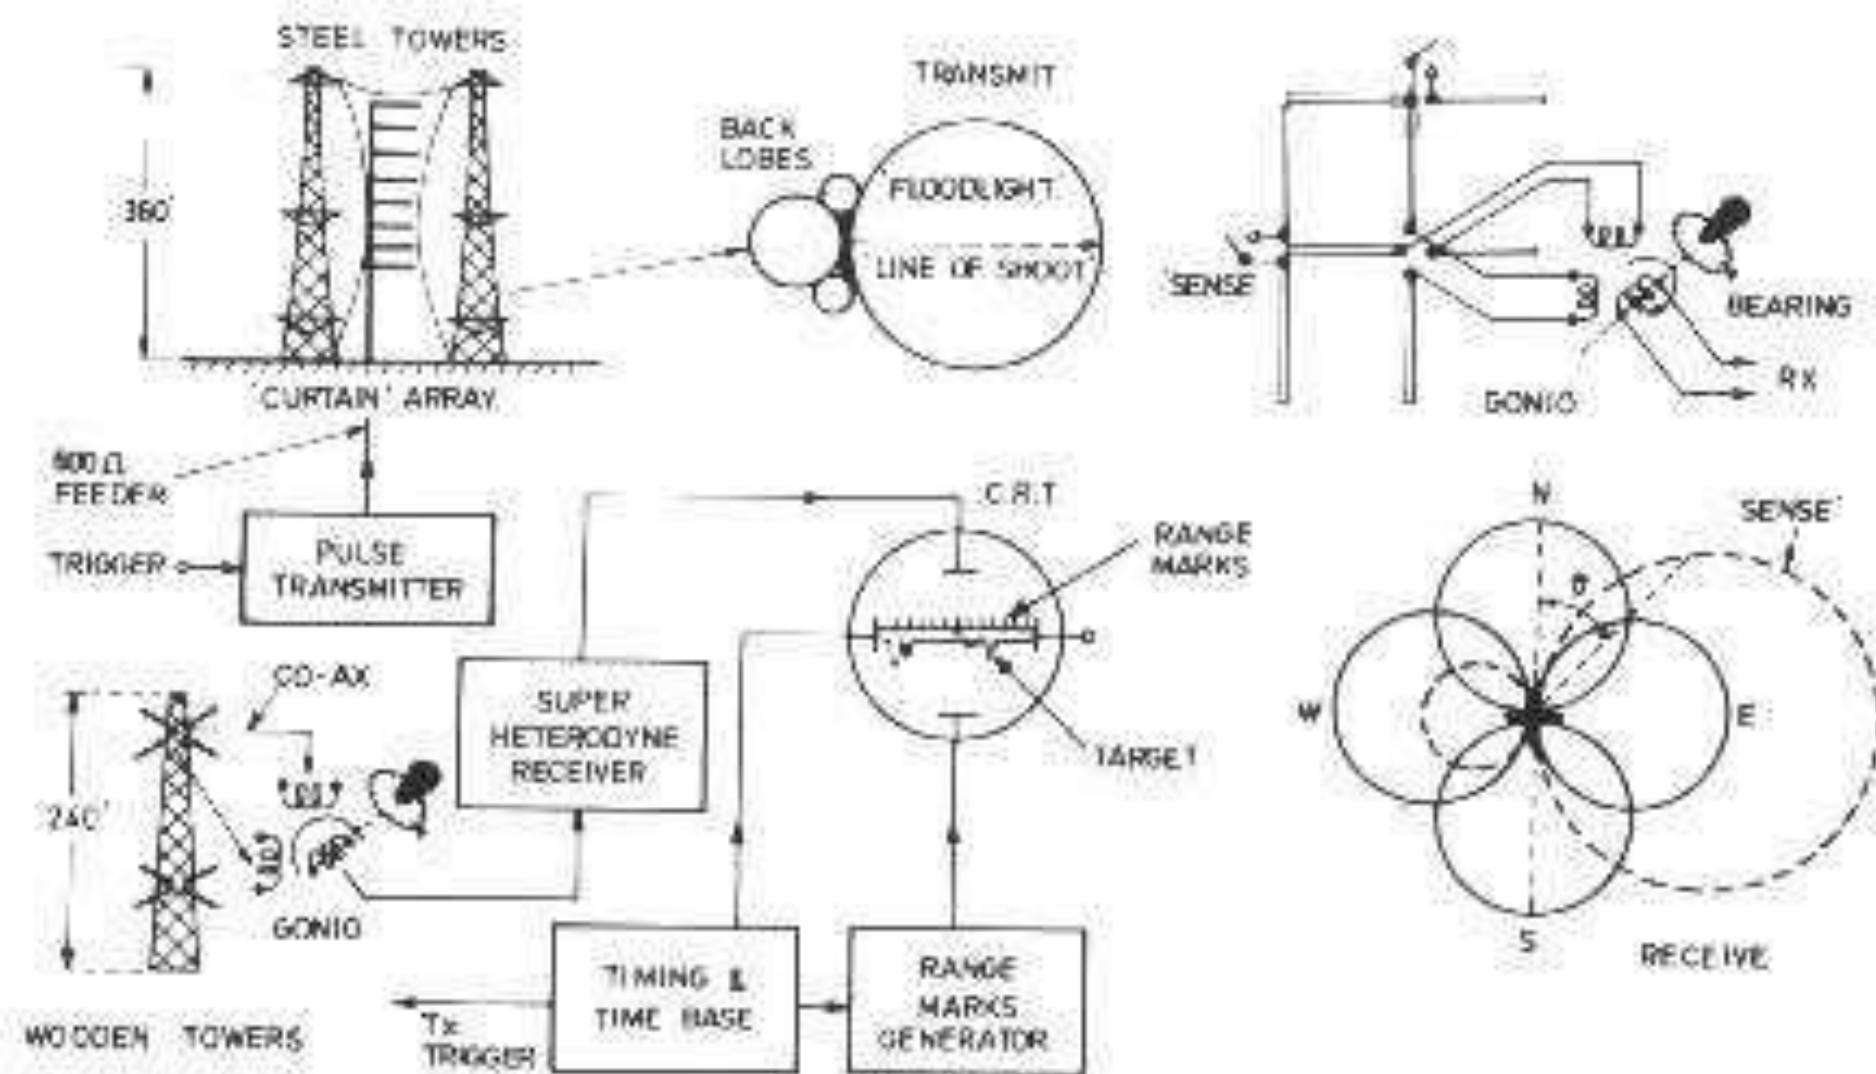 STEEL TOWERS
360'
'CURTAIN' ARRAY
TRANSMIT
BACK
LOBES
'FLOODLIGHT'
'LINE OF SHOOT'
SENSE
BEARING
GONIO
RX
600Ω
FEEDER
TRIGGER
PULSE
TRANSMITTER
C.R.T
RANGE
MARKS
TARGET
CO-AX
SUPER
HETERODYNE
RECEIVER
240'
GONIO
WOODEN TOWERS
Tx
TRIGGER
TIMING &
TIME BASE
RANGE
MARKS
GENERATOR
N
'SENSE'
θ
W
E
S
RECEIVE